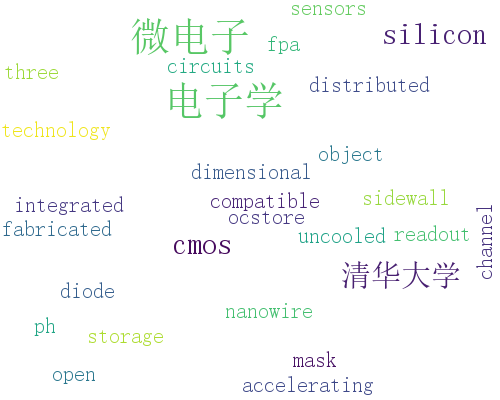 sensors
微电子
silicon
fpa
circuits
three
distributed
电子学
technology
object
dimensional
sidewall
compatible
integrated
ocstore
channel
fabricated
uncooled
readout
cmos
清华大学
diode
nanowire
ph
storage
mask
open
accelerating